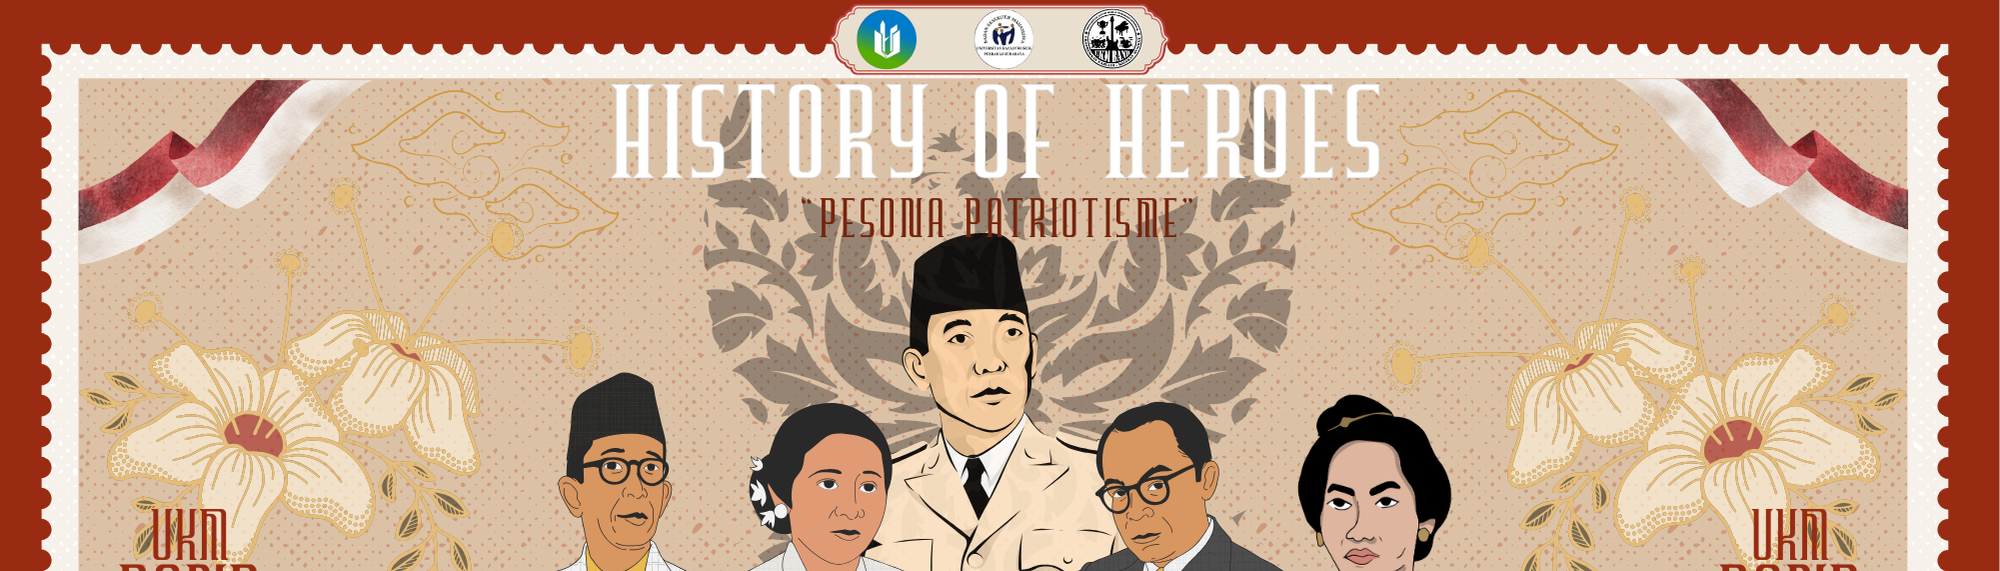 HISTORY OF HEROES
"PESONA PATRIOTISME"
UKM
UKM